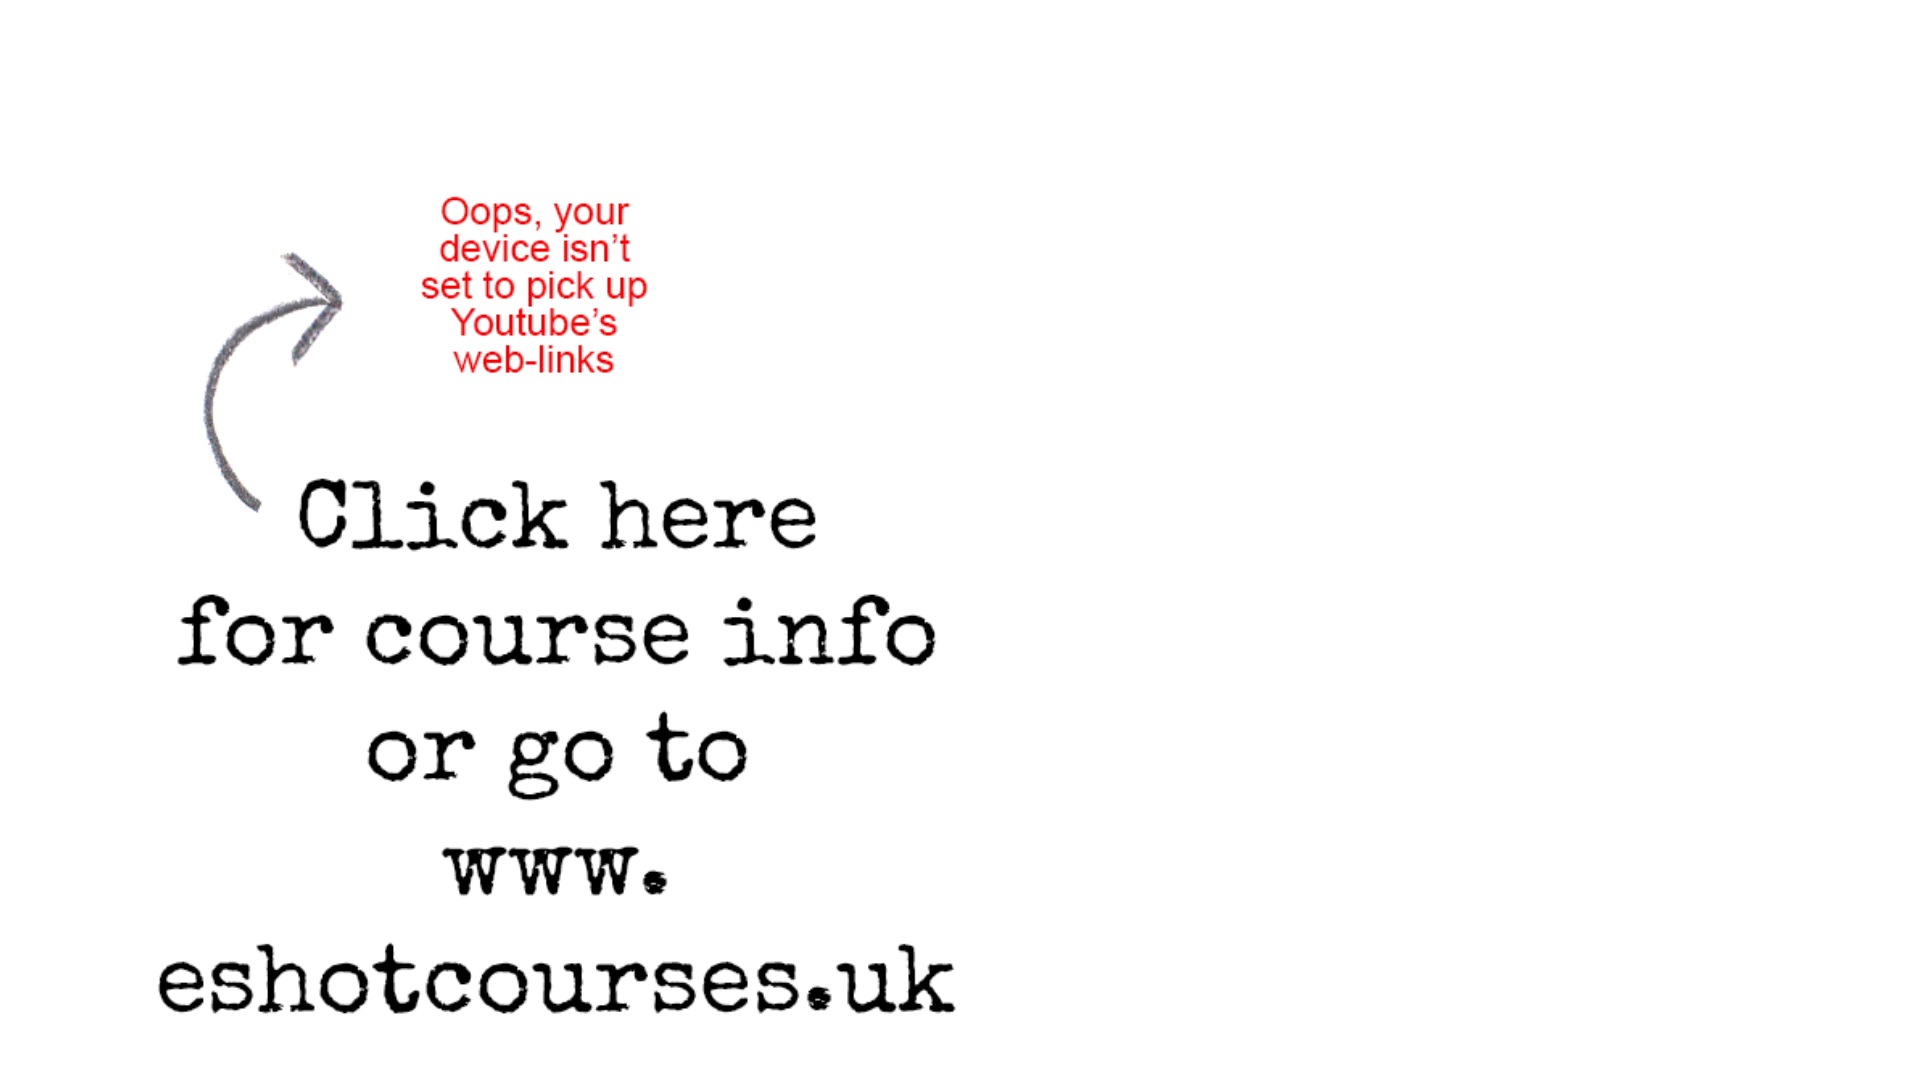 Oops, your
device isn’t
set to pick up
Youtube’s
web-links
Click here
for course info
or go to
www.
eshotcourses.uk